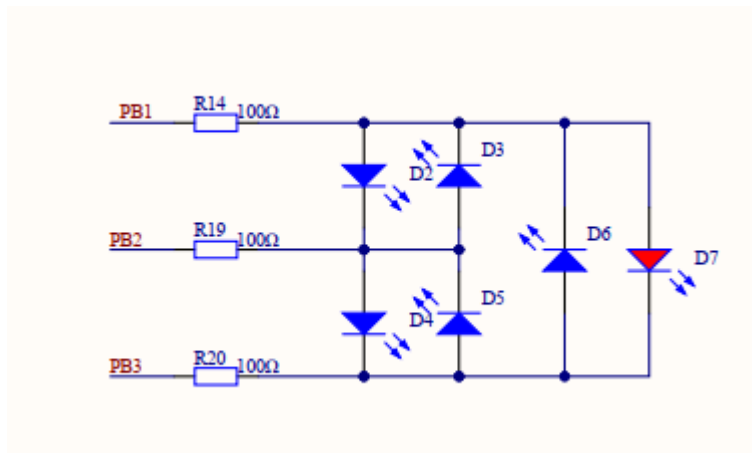 PB1 R14 100Ω
D2 D3
PB2 R19 100Ω
D6 D7
D4 D5
PB3 R20 100Ω